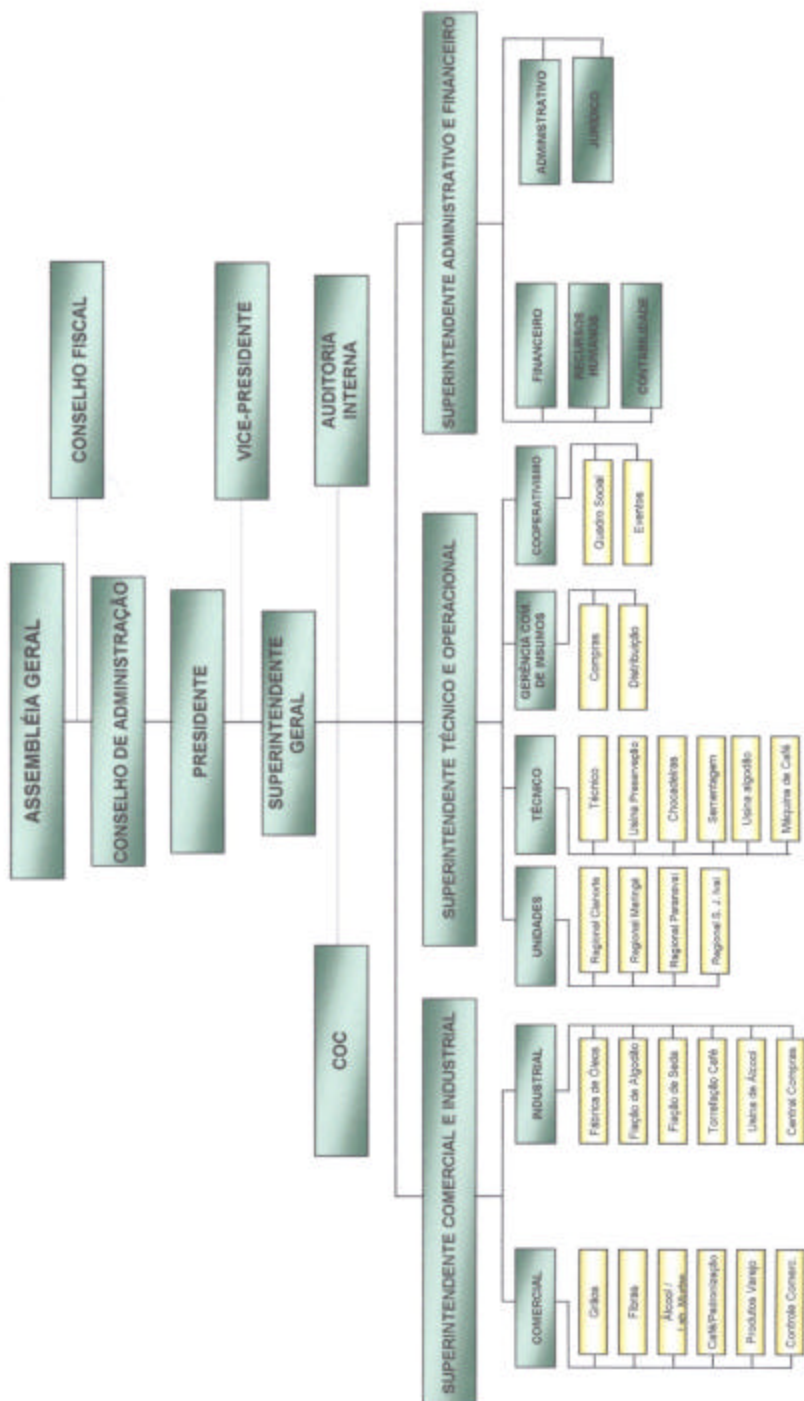 ASSEMBLÉIA GERAL
CONSELHO FISCAL
CONSELHO DE ADMINISTRAÇÃO
PRESIDENTE
VICE-PRESIDENTE
SUPERINTENDENTE
GERAL
COC
AUDITORIA
INTERNA
SUPERINTENDENTE COMERCIAL E INDUSTRIAL
SUPERINTENDENTE TÉCNICO E OPERACIONAL
SUPERINTENDENTE ADMINISTRATIVO E FINANCEIRO
COMERCIAL
Grãos
Fibras
Álcool /
Lab. Mudas
Café/Padronização
Produtos Varejo
Controle Comerc.
INDUSTRIAL
Fábrica de Óleos
Fiação de Algodão
Fiação de Seda
Torrefação Café
Usina de Álcool
Central Compras
UNIDADES
Regional Cianorte
Regional Maringá
Regional Paranavaí
Regional S. J. Ivaí
TÉCNICO
Técnico
Usina Preservação
Chocadeiras
Sementagem
Usina algodão
Máquina de Café
GERÊNCIA COM.
DE INSUMOS
Compras
Distribuição
COOPERATIVISMO
Quadro Social
Eventos
FINANCEIRO
RECURSOS
HUMANOS
CONTABILIDADE
ADMINISTRATIVO
JURÍDICO